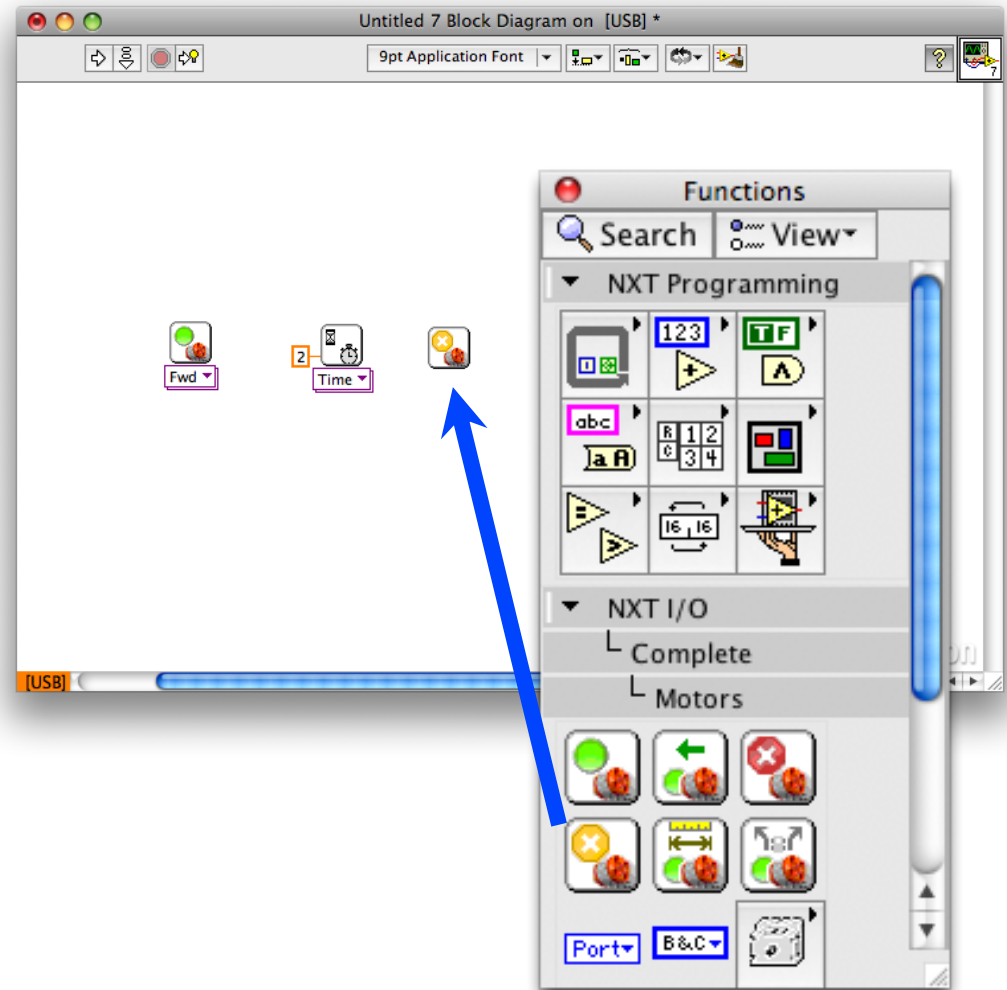 Untitled 7 Block Diagram on [USB] *
9pt Application Font
?
7
Functions
Search View
NXT Programming
123 TF
abc
a A
R 1 2
C 3 4
16 16
Fwd
2
Time
NXT I/O
Complete
Motors
[USB]
Port
B&C